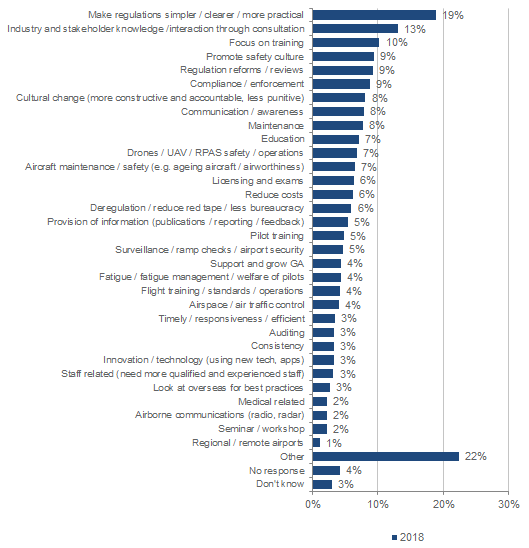 Make regulations simpler / clearer / more practical 19%
Industry and stakeholder knowledge /interaction through consultation 13%
Focus on training 10%
Promote safety culture 9%
Regulation reforms / reviews 9%
Compliance / enforcement 9%
Cultural change (more constructive and accountable, less punitive) 8%
Communication / awareness 8%
Maintenance 8%
Education 7%
Drones / UAV / RPAS safety / operations 7%
Aircraft maintenance / safety (e.g. ageing aircraft / airworthiness) 7%
Licensing and exams 6%
Reduce costs 6%
Deregulation / reduce red tape / less bureaucracy 6%
Provision of information (publications / reporting / feedback) 5%
Pilot training 5%
Surveillance / ramp checks / airport security 5%
Support and grow GA 4%
Fatigue / fatigue management / welfare of pilots 4%
Flight training / standards / operations 4%
Airspace / air traffic control 4%
Timely / responsiveness / efficient 3%
Auditing 3%
Consistency 3%
Innovation / technology (using new tech, apps) 3%
Staff related (need more qualified and experienced staff) 3%
Look at overseas for best practices 3%
Medical related 2%
Airborne communications (radio, radar) 2%
Seminar / workshop 2%
Regional / remote airports 1%
Other 22%
No response 4%
Don't know 3%
0% 10% 20% 30%
2018